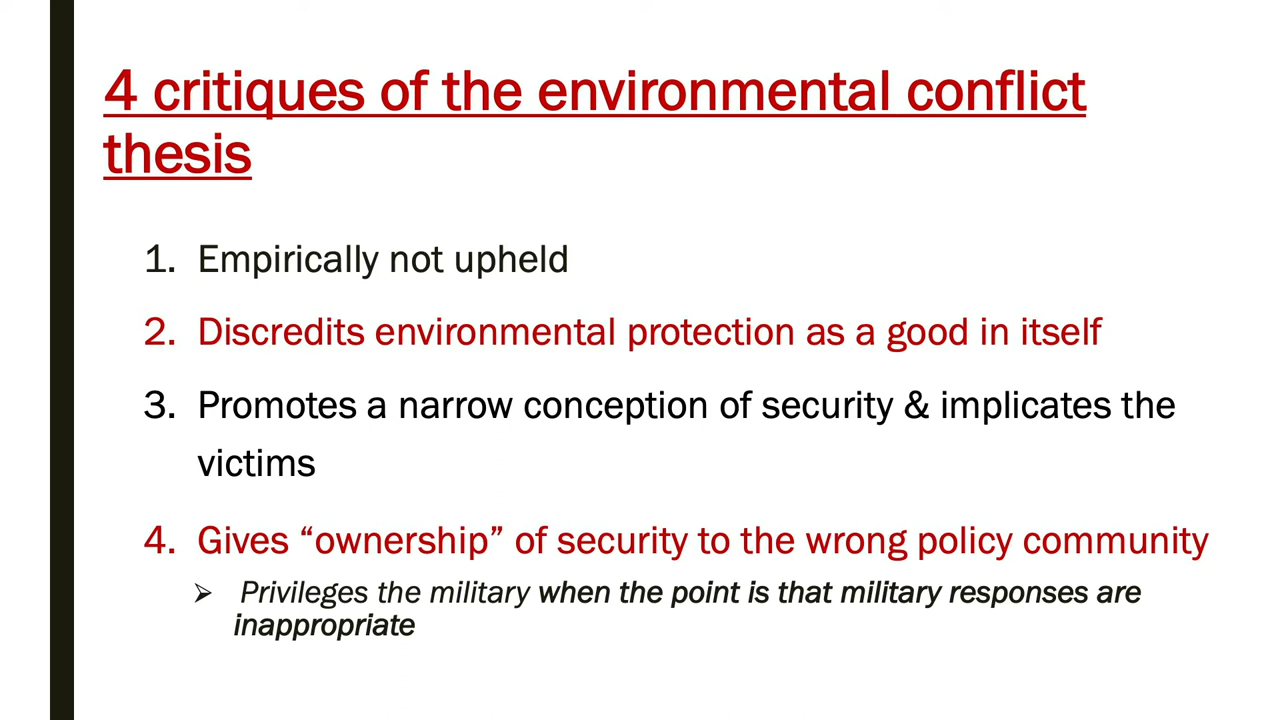 4 critiques of the environmental conflict
thesis
1. Empirically not upheld
2. Discredits environmental protection as a good in itself
3. Promotes a narrow conception of security & implicates the
victims
4. Gives “ownership” of security to the wrong policy community
➢ Privileges the military when the point is that military responses are
inappropriate